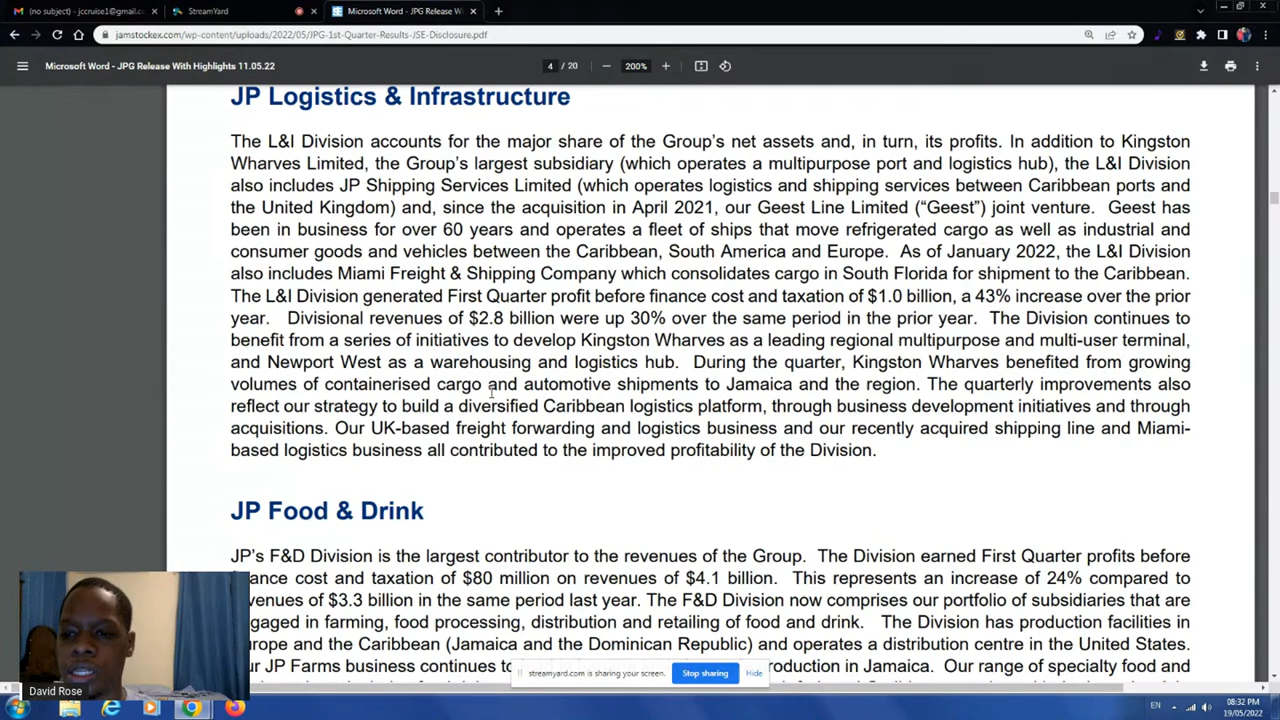 (no subject) - jccruise1@gmail.c
StreamYard
Microsoft Word - JPG Release W
jamstockex.com/wp-content/uploads/2022/05/JPG-1st-Quarter-Results-JSE-Disclosure.pdf
Microsoft Word - JPG Release With Highlights 11.05.22
4 / 20
200%
JP Logistics & Infrastructure
The L&I Division accounts for the major share of the Group's net assets and, in turn, its profits. In addition to Kingston
Wharves Limited, the Group's largest subsidiary (which operates a multipurpose port and logistics hub), the L&I Division
also includes JP Shipping Services Limited (which operates logistics and shipping services between Caribbean ports and
the United Kingdom) and, since the acquisition in April 2021, our Geest Line Limited ("Geest") joint venture. Geest has
been in business for over 60 years and operates a fleet of ships that move refrigerated cargo as well as industrial and
consumer goods and vehicles between the Caribbean, South America and Europe. As of January 2022, the L&I Division
also includes Miami Freight & Shipping Company which consolidates cargo in South Florida for shipment to the Caribbean.
The L&I Division generated First Quarter profit before finance cost and taxation of $1.0 billion, a 43% increase over the prior
year. Divisional revenues of $2.8 billion were up 30% over the same period in the prior year. The Division continues to
benefit from a series of initiatives to develop Kingston Wharves as a leading regional multipurpose and multi-user terminal,
and Newport West as a warehousing and logistics hub. During the quarter, Kingston Wharves benefited from growing
volumes of containerised cargo and automotive shipments to Jamaica and the region. The quarterly improvements also
reflect our strategy to build a diversified Caribbean logistics platform, through business development initiatives and through
acquisitions. Our UK-based freight forwarding and logistics business and our recently acquired shipping line and Miami-
based logistics business all contributed to the improved profitability of the Division.
JP Food & Drink
JP's F&D Division is the largest contributor to the revenues of the Group. The Division earned First Quarter profits before
finance cost and taxation of $80 million on revenues of $4.1 billion. This represents an increase of 24% compared to
evenues of $3.3 billion in the same period last year. The F&D Division now comprises our portfolio of subsidiaries that are
gaged in farming, food processing, distribution and retailing of food and drink. The Division has production facilities in
urope and the Caribbean (Jamaica and the Dominican Republic) and operates a distribution centre in the United States.
ur JP Farms business continues to roduction in Jamaica. Our range of specialty food and
streamyard.com is sharing your screen.
Stop sharing
Hide
David Rose
EN
08:32 PM
19/05/2022